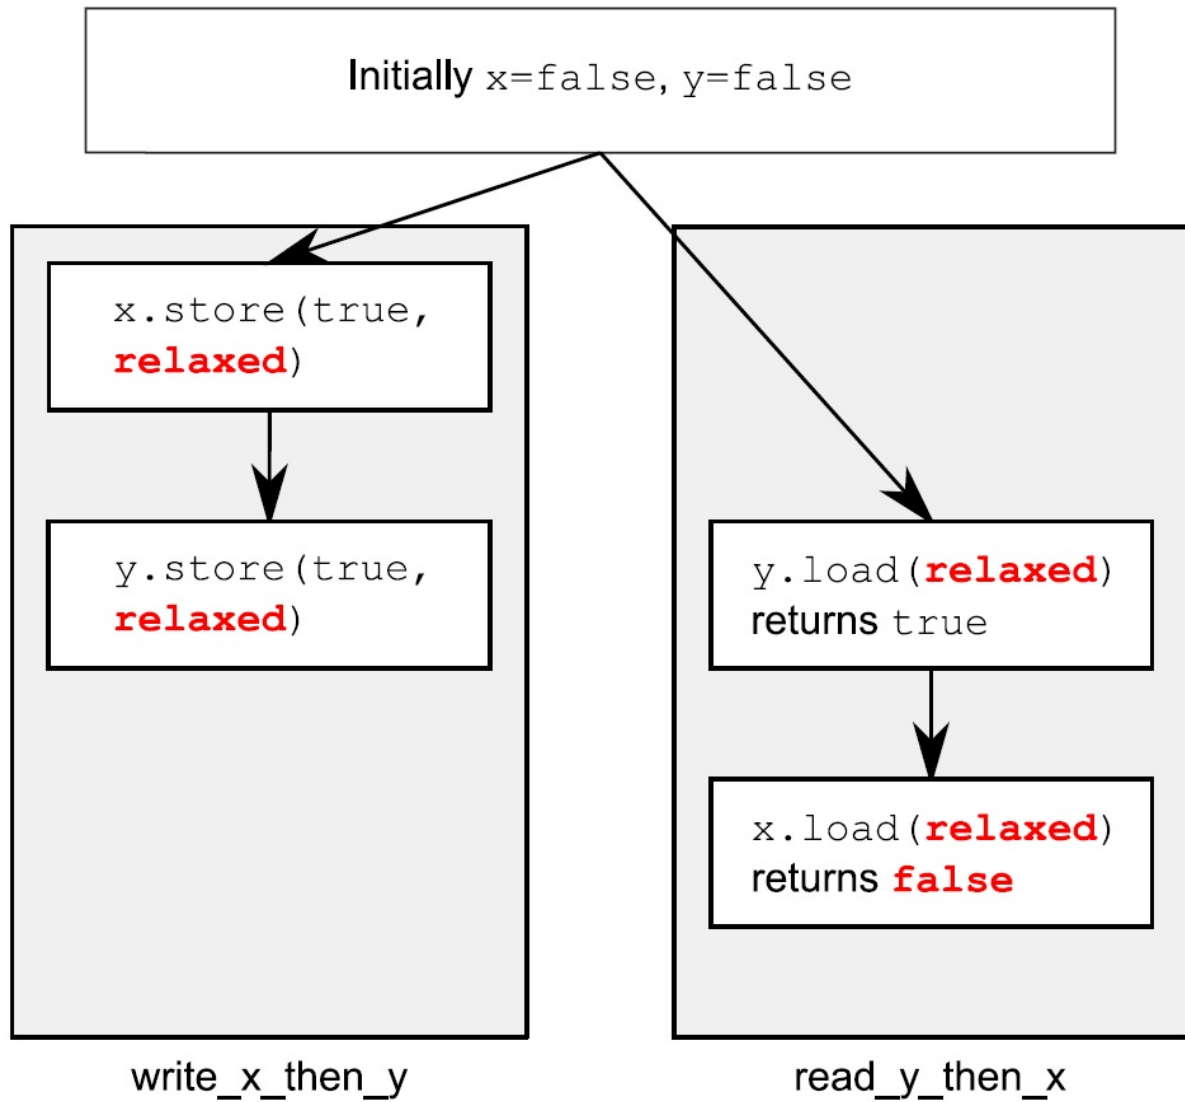 Initially x=false, y=false
x.store(true,
relaxed)
y.store(true,
relaxed)
y.load(relaxed)
returns true
x.load(relaxed)
returns false
write_x_then_y
read_y_then_x